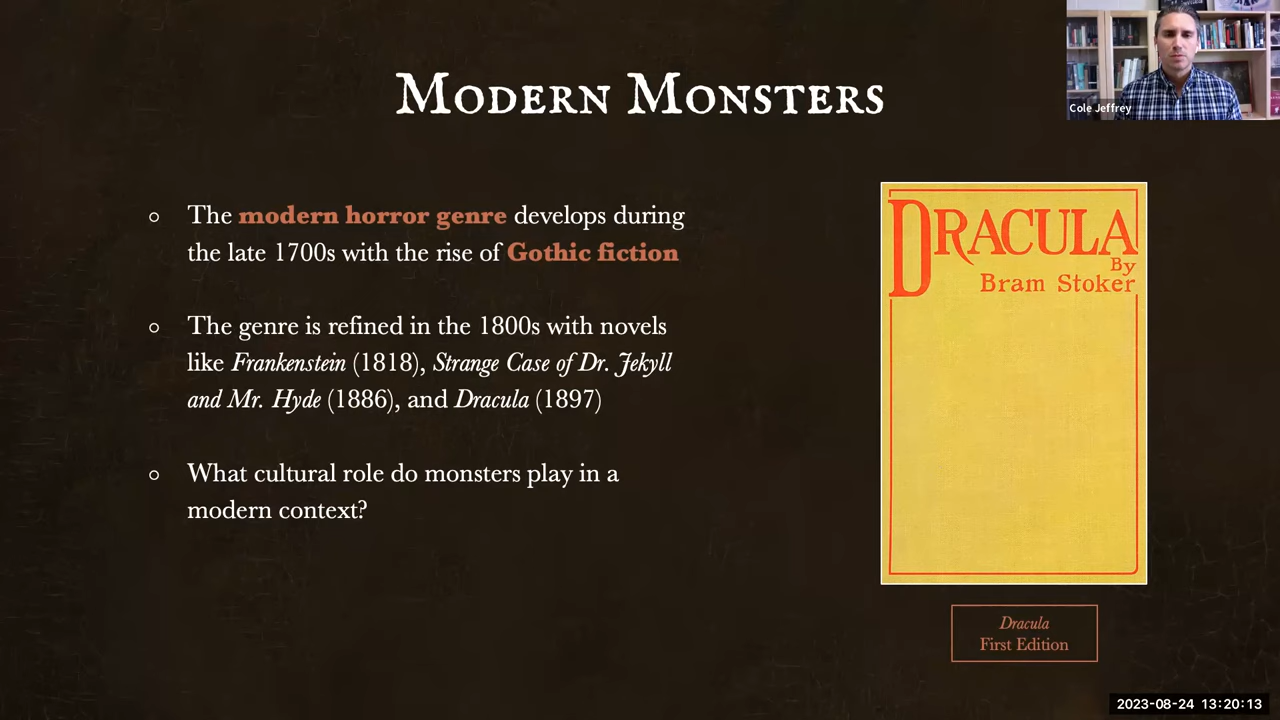 Modern Monsters
Cole Jeffrey
The modern horror genre develops during
the late 1700s with the rise of Gothic fiction
The genre is refined in the 1800s with novels
like Frankenstein (1818), Strange Case of Dr. Jekyll
and Mr. Hyde (1886), and Dracula (1897)
What cultural role do monsters play in a
modern context?
DRACULA
By
Bram Stoker
Dracula
First Edition
2023-08-24 13:20:13